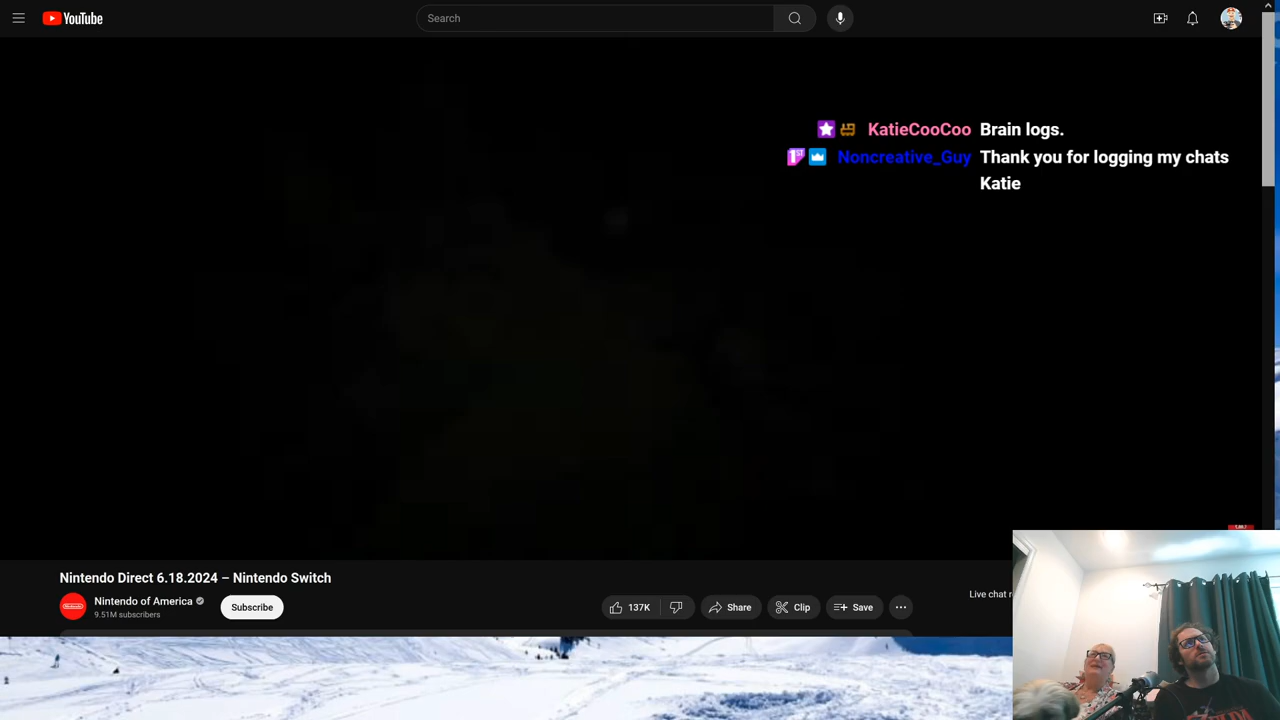 YouTube
Search
KatieCooCoo Brain logs.
1ST Noncreative_Guy Thank you for logging my chats
Katie
Nintendo Direct 6.18.2024 – Nintendo Switch
Nintendo of America
9.51M subscribers
Subscribe
137K
Share
Clip
Save
Live chat r